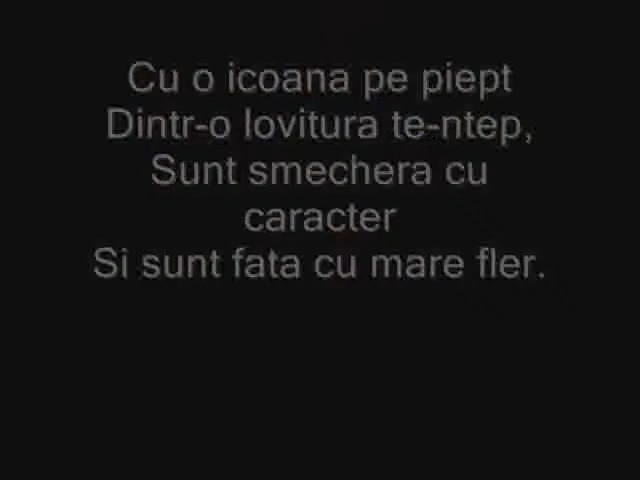 Cu o icoana pe piept
Dintr-o lovitura te-ntep,
Sunt smechera cu
caracter
Si sunt fata cu mare fler.